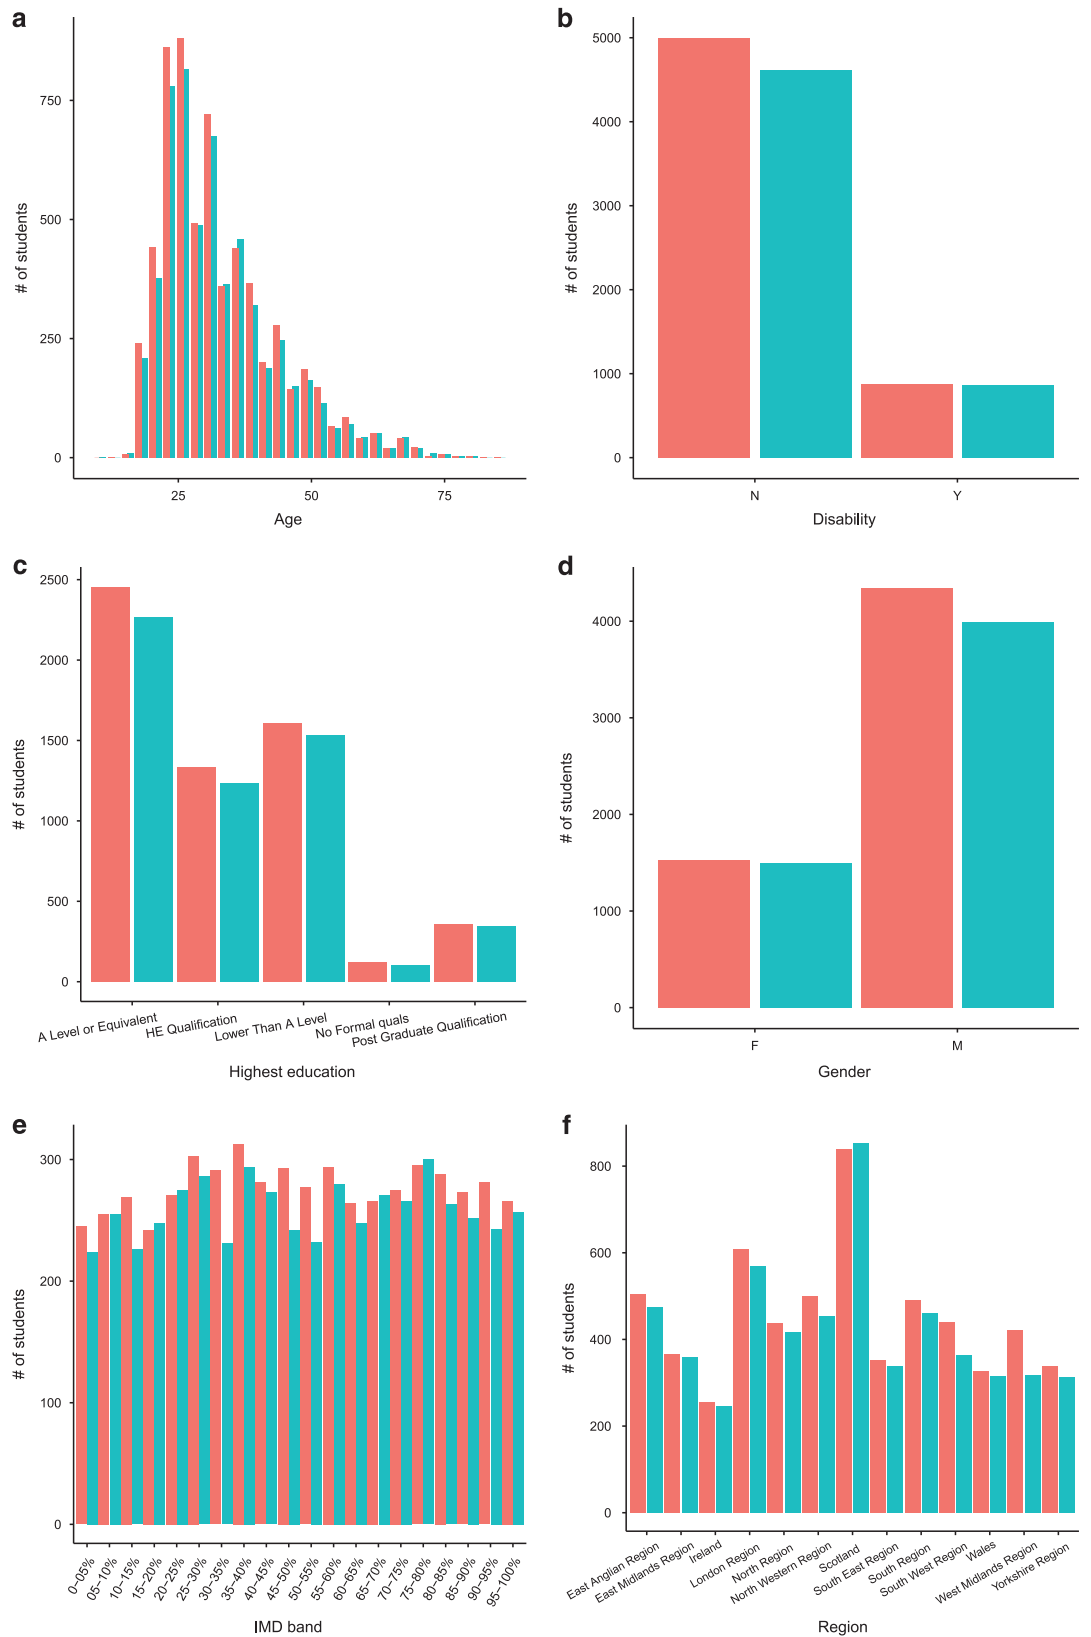 a
# of students
750
500
250
0
25
50
75
Age
b
# of students
5000
4000
3000
2000
1000
0
N
Y
Disability
c
# of students
2500
2000
1500
1000
500
0
A Level or Equivalent
HE Qualification
Lower Than A Level
No Formal quals
Post Graduate Qualification
Highest education
d
# of students
4000
3000
2000
1000
0
F
M
Gender
e
# of students
300
200
100
0
0–05%
05–10%
10–15%
15–20%
20–25%
25–30%
30–35%
35–40%
40–45%
45–50%
50–55%
55–60%
60–65%
65–70%
70–75%
75–80%
80–85%
85–90%
90–95%
95–100%
IMD band
f
# of students
800
600
400
200
0
East Anglian Region
East Midlands Region
Ireland
London Region
North Region
North Western Region
Scotland
South East Region
South Region
South West Region
Wales
West Midlands Region
Yorkshire Region
Region